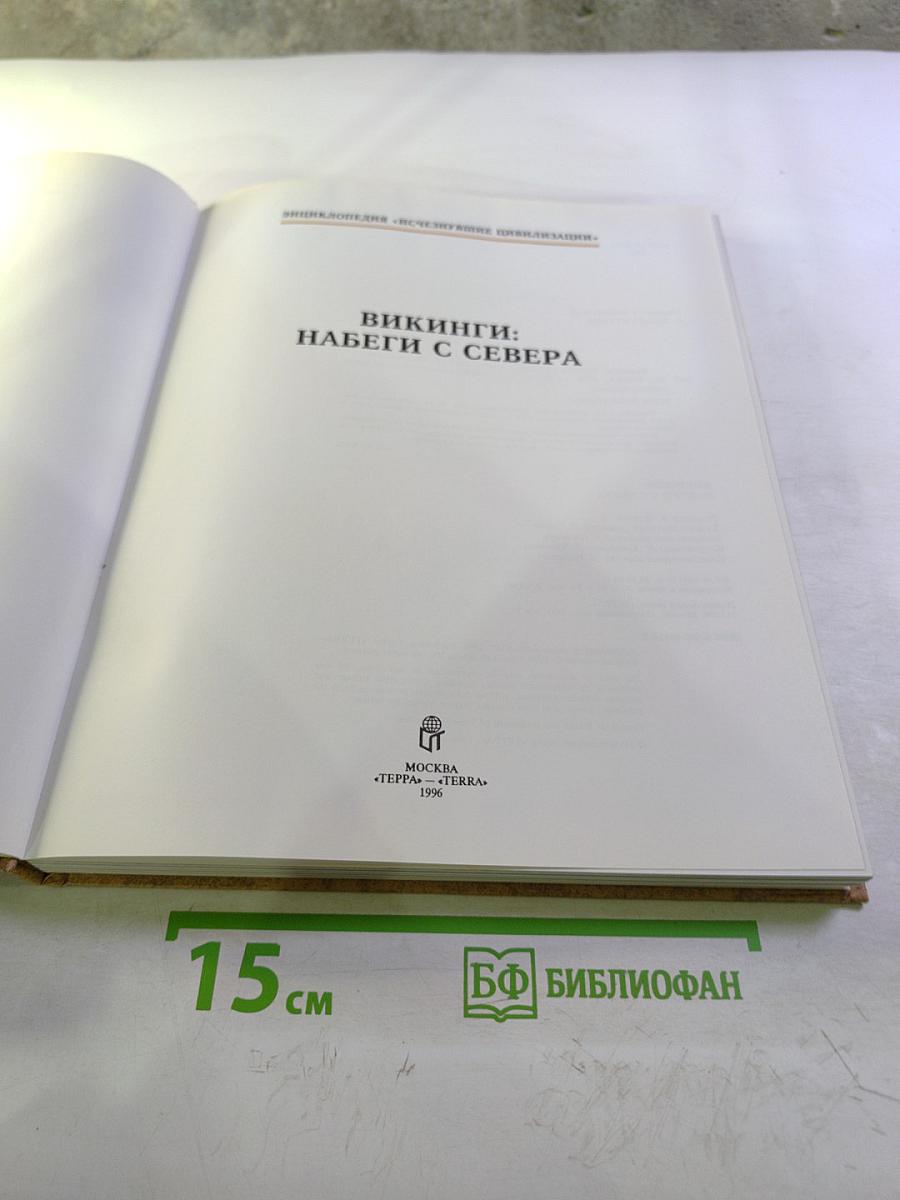 ЭНЦИКЛОПЕДИЯ «ИСЧЕЗНУВШИЕ ЦИВИЛИЗАЦИИ»
ВИКИНГИ:
НАБЕГИ С СЕВЕРА
МОСКВА
«ТЕРРА» — «TERRA»
1996
15 см
БФ БИБЛИОФАН